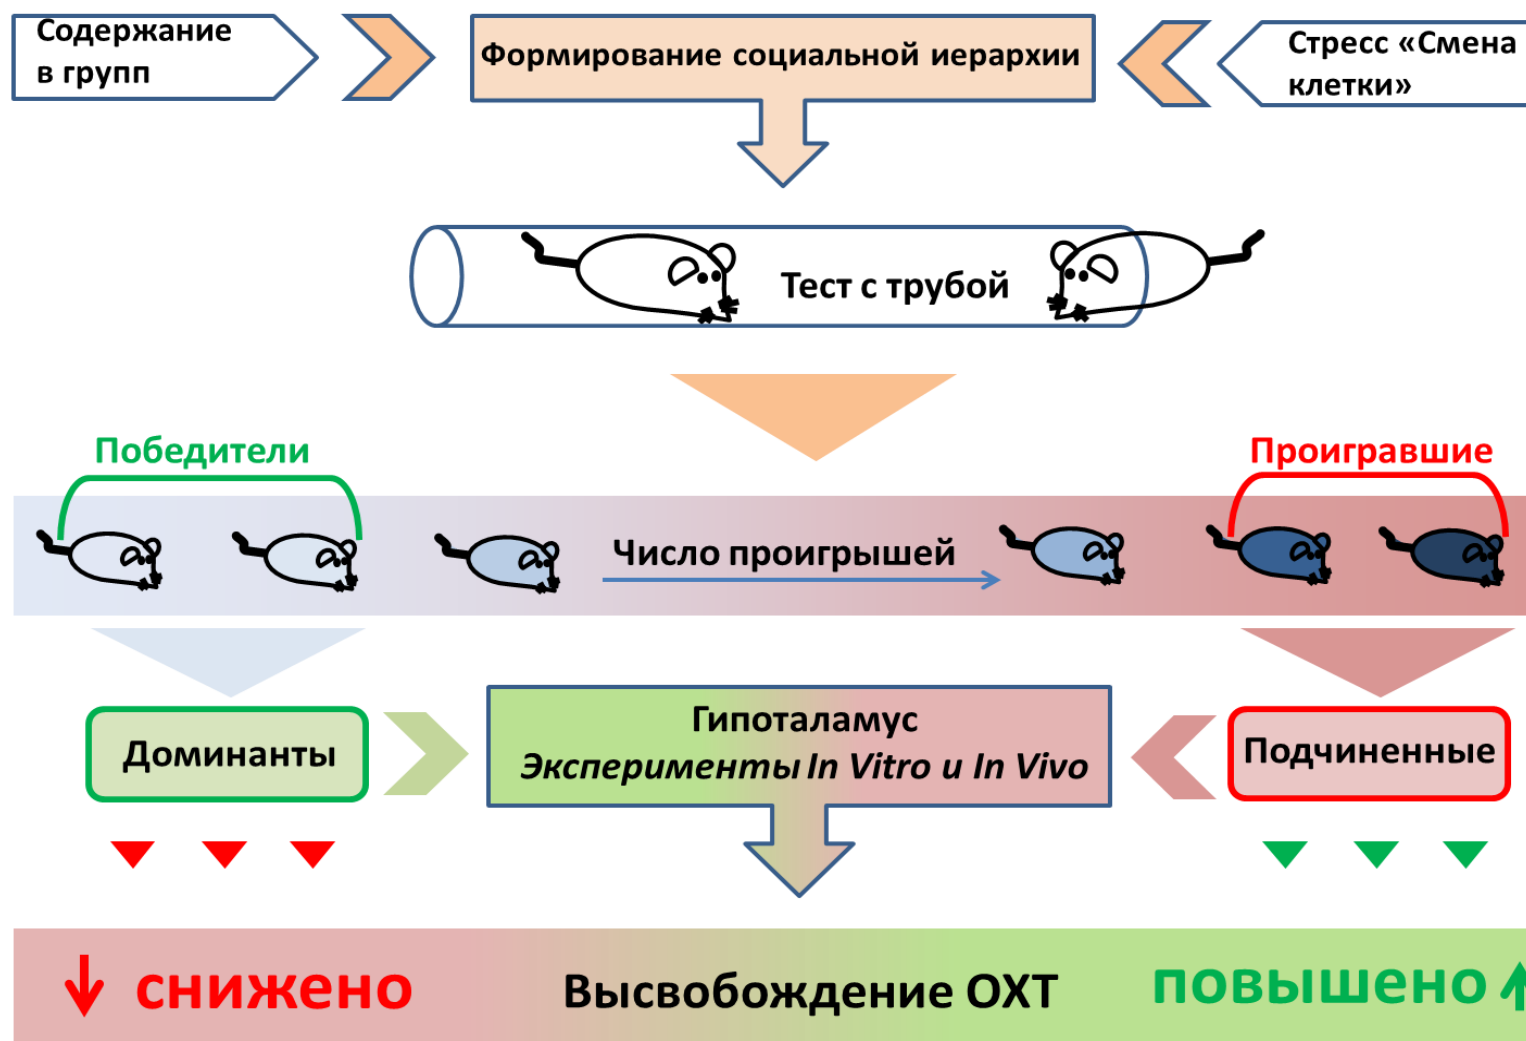 Содержание
в групп
Формирование социальной иерархии
Стресс «Смена
клетки»
Тест с трубой
Победители
Проигравшие
Число проигрышей
Доминанты
Гипоталамус
Эксперименты In Vitro и In Vivo
Подчиненные
снижено
Высвобождение ОХТ
повышено